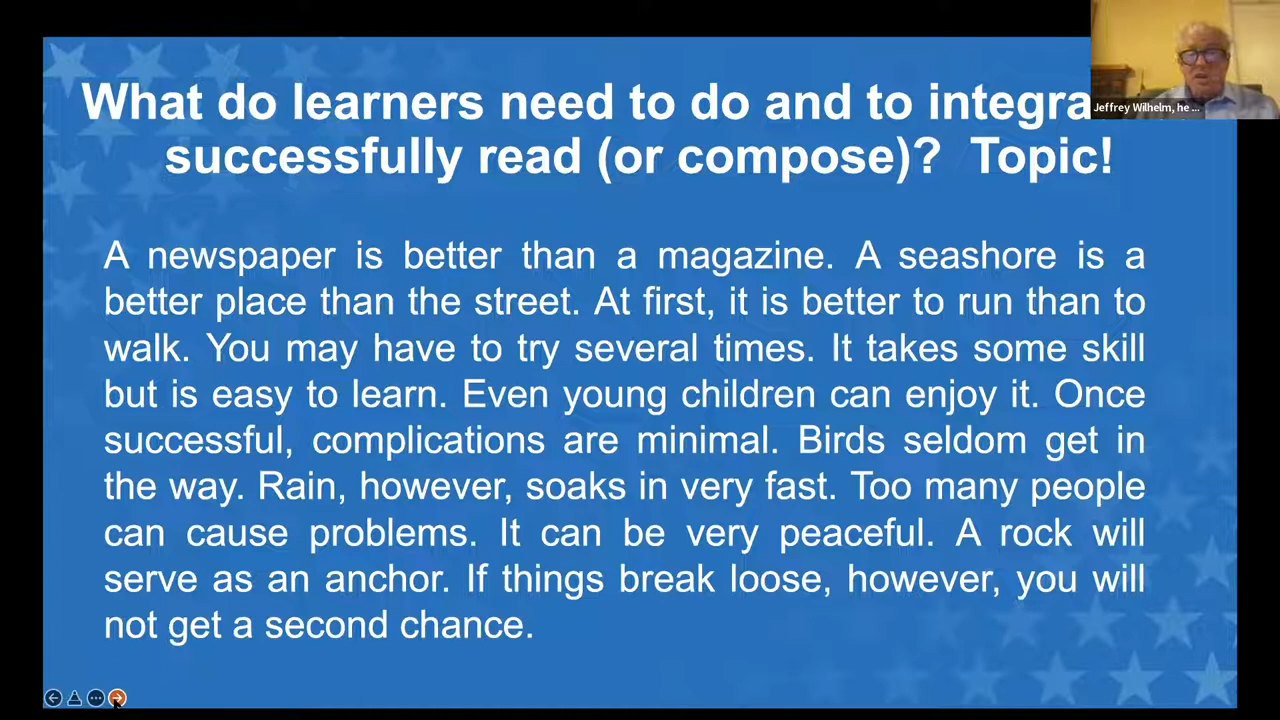 What do learners need to do and to integra
successfully read (or compose)? Topic!
Jeffrey Wilhelm, he ...
A newspaper is better than a magazine. A seashore is a
better place than the street. At first, it is better to run than to
walk. You may have to try several times. It takes some skill
but is easy to learn. Even young children can enjoy it. Once
successful, complications are minimal. Birds seldom get in
the way. Rain, however, soaks in very fast. Too many people
can cause problems. It can be very peaceful. A rock will
serve as an anchor. If things break loose, however, you will
not get a second chance.